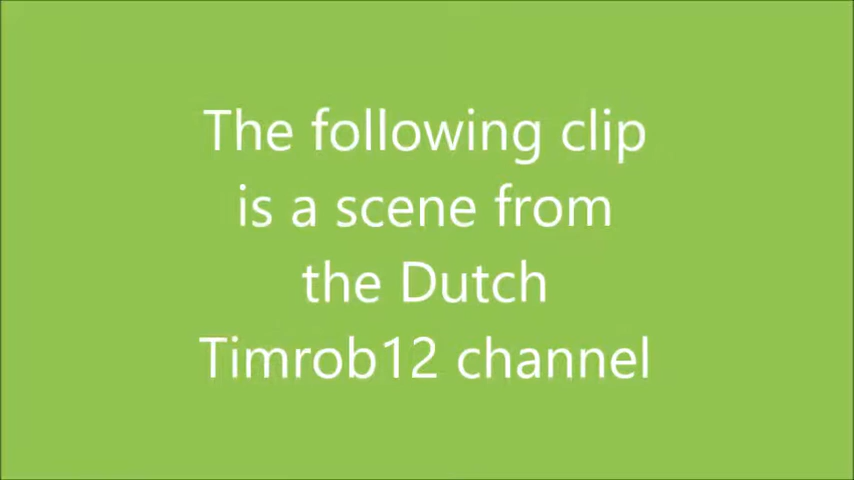 The following clip
is a scene from
the Dutch
Timrob12 channel